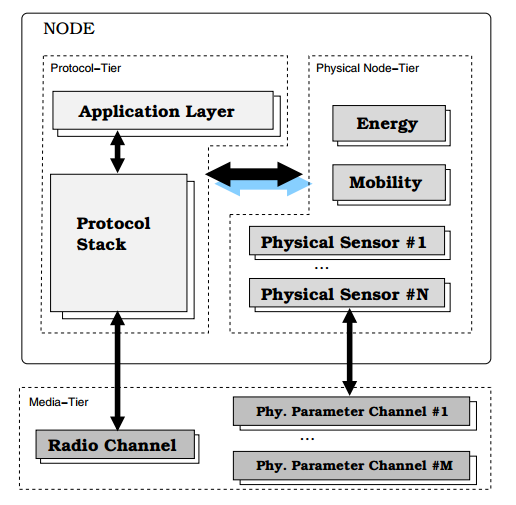 NODE
Protocol-Tier
Application Layer
Protocol
Stack
Physical Node-Tier
Energy
Mobility
Physical Sensor #1
...
Physical Sensor #N
Media-Tier
Radio Channel
Phy. Parameter Channel #1
...
Phy. Parameter Channel #M